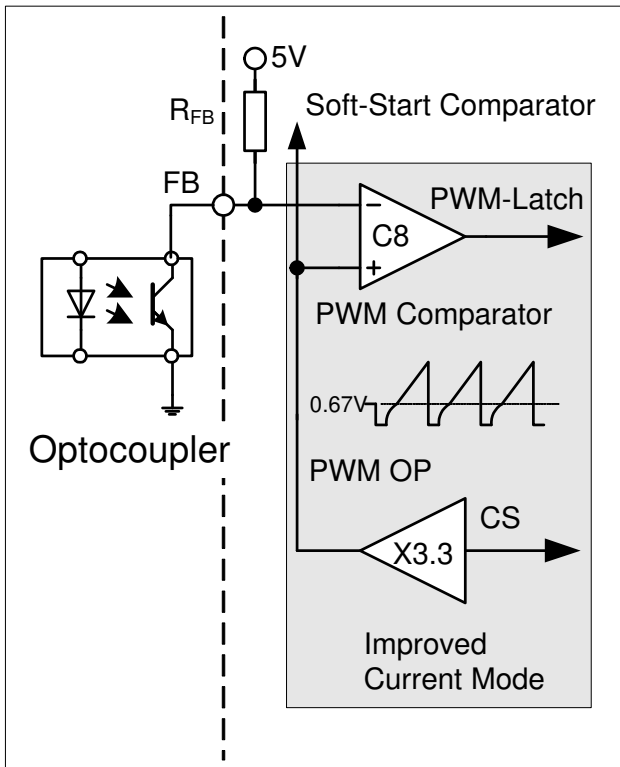 5V
R_FB
Soft-Start Comparator
FB
PWM-Latch
−
C8
+
PWM Comparator
0.67V
Optocoupler
PWM OP
CS
X3.3
Improved
Current Mode